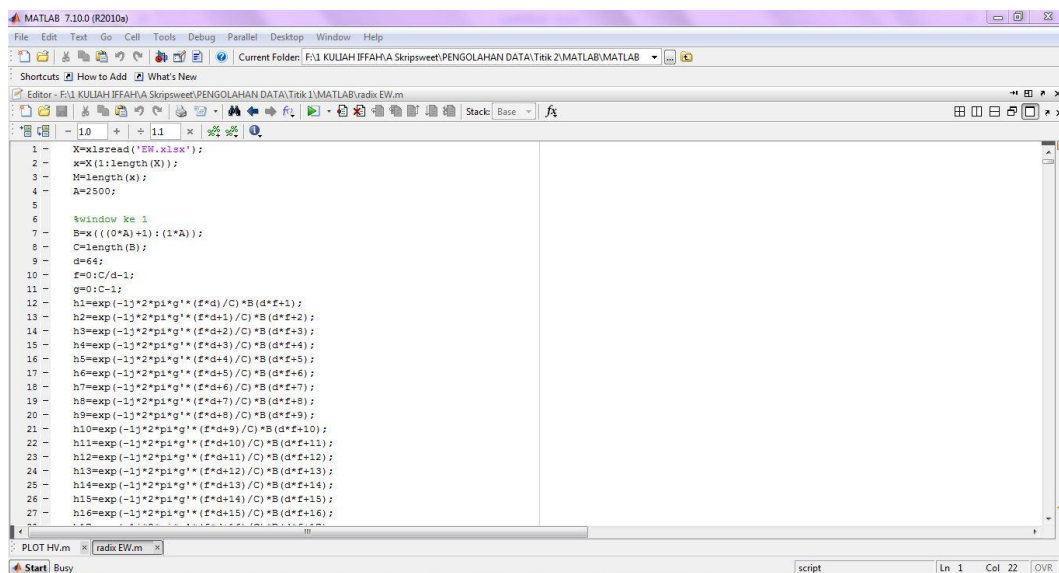 MATLAB 7.10.0 (R2010a)
File Edit Text Go Cell Tools Debug Parallel Desktop Window Help
Current Folder: F:\1 KULIAH IFFAH\A Skripsweet\PENGOLAHAN DATA\Titik 2\MATLAB\MATLAB
Shortcuts How to Add What's New
Editor - F:\1 KULIAH IFFAH\A Skripsweet\PENGOLAHAN DATA\Titik 1\MATLAB\radix EW.m
Stack: Base fx
- 1.0 + ÷ 1.1 ×
1 - X=xlsread('EW.xlsx');
2 - x=X(1:length(X));
3 - M=length(x);
4 - A=2500;
5
6 %window ke 1
7 - B=x(((0*A)+1):(1*A));
8 - C=length(B);
9 - d=64;
10 - f=0:C/d-1;
11 - g=0:C-1;
12 - h1=exp(-1j*2*pi*g'*(f*d)/C)*B(d*f+1);
13 - h2=exp(-1j*2*pi*g'*(f*d+1)/C)*B(d*f+2);
14 - h3=exp(-1j*2*pi*g'*(f*d+2)/C)*B(d*f+3);
15 - h4=exp(-1j*2*pi*g'*(f*d+3)/C)*B(d*f+4);
16 - h5=exp(-1j*2*pi*g'*(f*d+4)/C)*B(d*f+5);
17 - h6=exp(-1j*2*pi*g'*(f*d+5)/C)*B(d*f+6);
18 - h7=exp(-1j*2*pi*g'*(f*d+6)/C)*B(d*f+7);
19 - h8=exp(-1j*2*pi*g'*(f*d+7)/C)*B(d*f+8);
20 - h9=exp(-1j*2*pi*g'*(f*d+8)/C)*B(d*f+9);
21 - h10=exp(-1j*2*pi*g'*(f*d+9)/C)*B(d*f+10);
22 - h11=exp(-1j*2*pi*g'*(f*d+10)/C)*B(d*f+11);
23 - h12=exp(-1j*2*pi*g'*(f*d+11)/C)*B(d*f+12);
24 - h13=exp(-1j*2*pi*g'*(f*d+12)/C)*B(d*f+13);
25 - h14=exp(-1j*2*pi*g'*(f*d+13)/C)*B(d*f+14);
26 - h15=exp(-1j*2*pi*g'*(f*d+14)/C)*B(d*f+15);
27 - h16=exp(-1j*2*pi*g'*(f*d+15)/C)*B(d*f+16);
PLOT HV.m × radix EW.m ×
Start Busy script Ln 1 Col 22 OVR